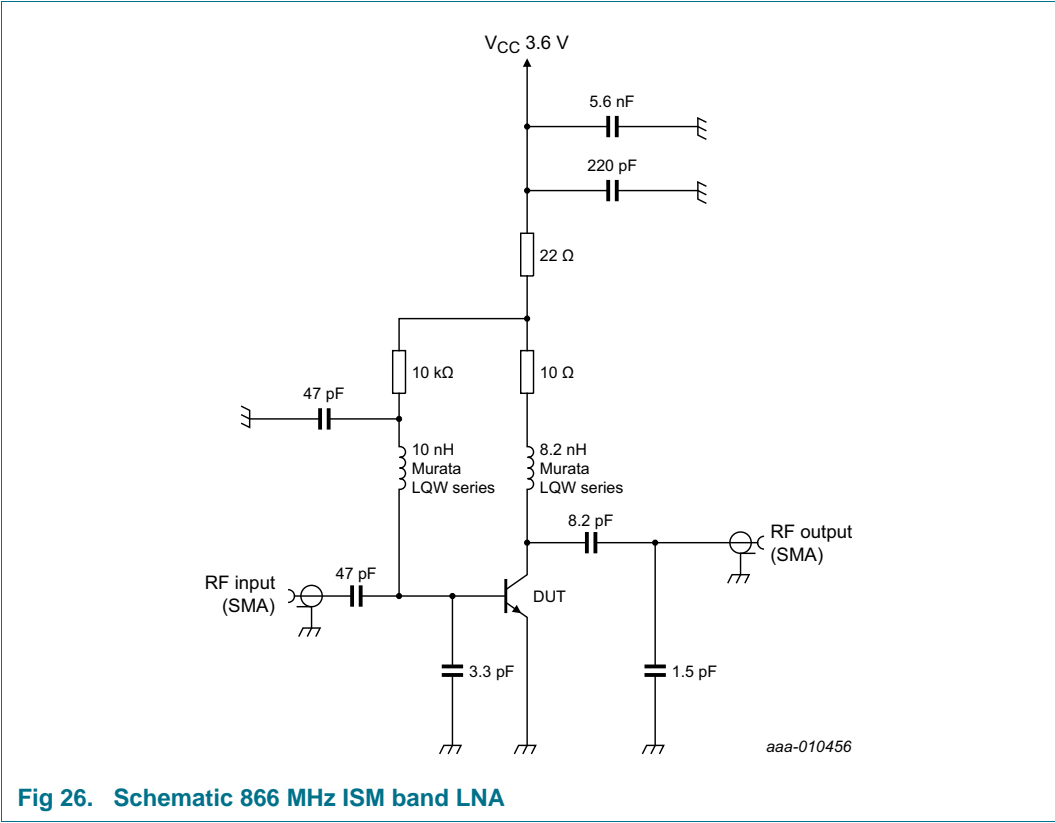 VCC 3.6 V
5.6 nF
220 pF
22 Ω
10 kΩ
10 Ω
47 pF
10 nH
Murata
LQW series
8.2 nH
Murata
LQW series
8.2 pF
RF output
(SMA)
RF input
(SMA)
47 pF
DUT
3.3 pF
1.5 pF
aaa-010456
Fig 26. Schematic 866 MHz ISM band LNA